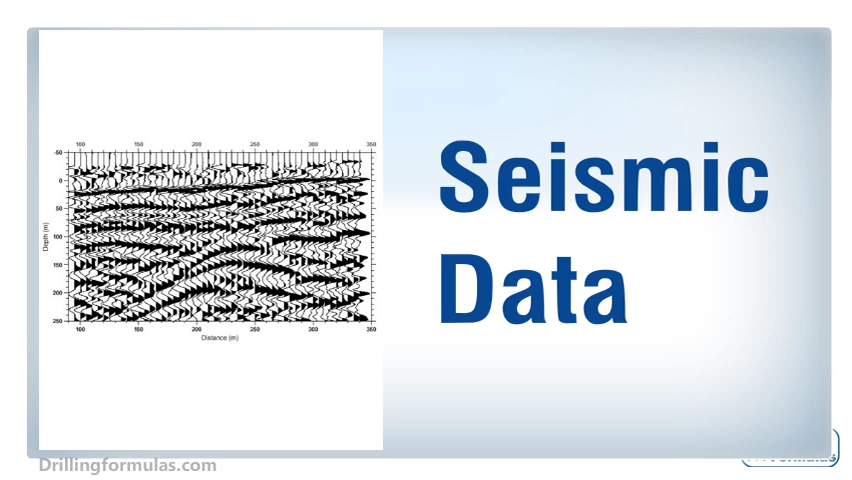 100 150 200 250 300 350
-50
0
50
100
150
200
250
Depth (m)
100 150 200 250 300 350
Distance (m)
Seismic
Data
Drillingformulas.com